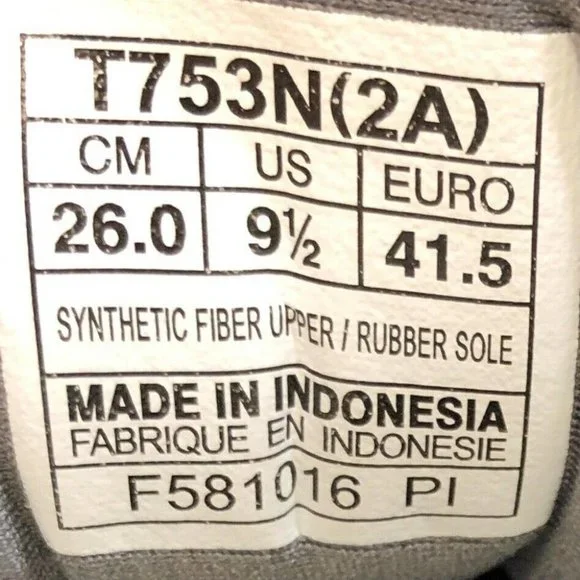 T753N(2A)
CM US EURO
26.0 9½ 41.5
SYNTHETIC FIBER UPPER / RUBBER SOLE
MADE IN INDONESIA
FABRIQUE EN INDONESIE
F581016 PI